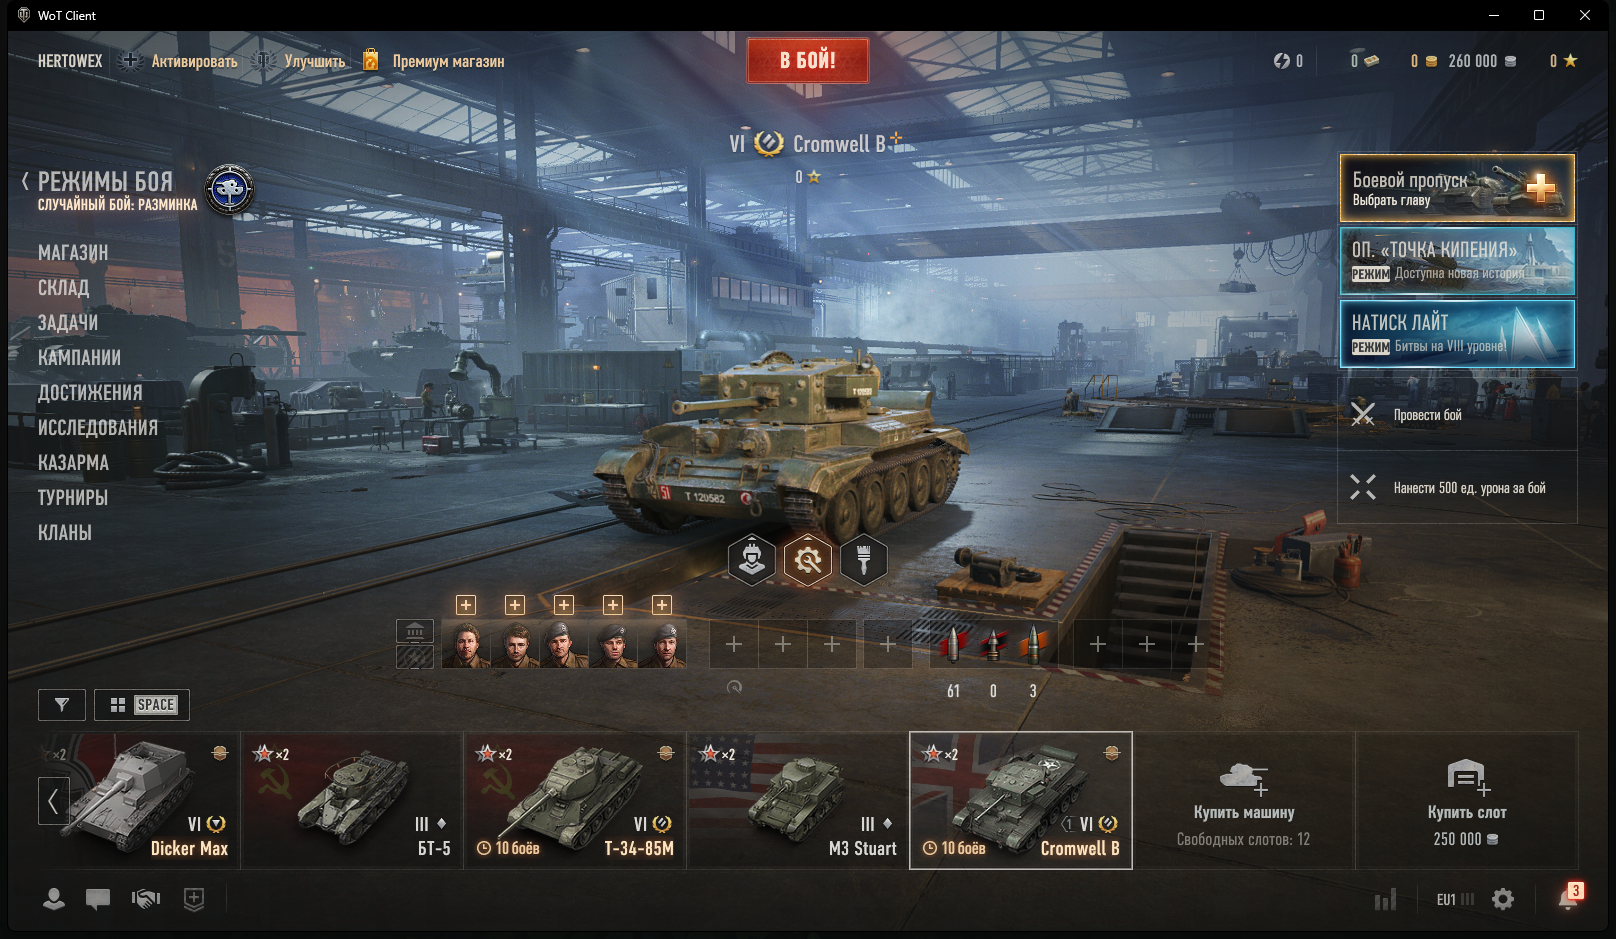 WoT Client
HERTOWEX
Активировать
Улучшить
Премиум магазин
В БОЙ!
0
0
0
260 000
0
VI Cromwell B
0
РЕЖИМЫ БОЯ
СЛУЧАЙНЫЙ БОЙ: РАЗМИНКА
МАГАЗИН
СКЛАД
ЗАДАЧИ
КАМПАНИИ
ДОСТИЖЕНИЯ
ИССЛЕДОВАНИЯ
КАЗАРМА
ТУРНИРЫ
КЛАНЫ
Боевой пропуск
Выбрать главу
ОП. «ТОЧКА КИПЕНИЯ»
РЕЖИМ Доступна новая история
НАТИСК ЛАЙТ
РЕЖИМ Битвы на VIII уровне!
Провести бой
Нанести 500 ед. урона за бой
51
T 120582
61
0
3
SPACE
×2
VI
Dicker Max
×2
III
БТ-5
×2
10 боёв
VI
Т-34-85М
×2
III
M3 Stuart
×2
10 боёв
1 VI
Cromwell B
Купить машину
Свободных слотов: 12
Купить слот
250 000
EU1
3